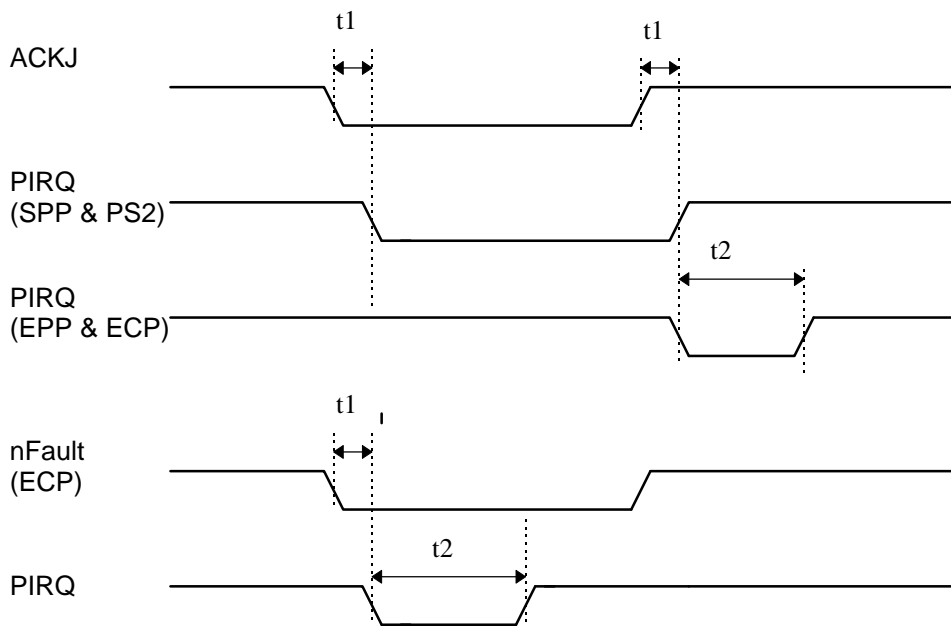 t1
t1
ACKJ
PIRQ
(SPP & PS2)
t2
PIRQ
(EPP & ECP)
t1
nFault
(ECP)
t2
PIRQ